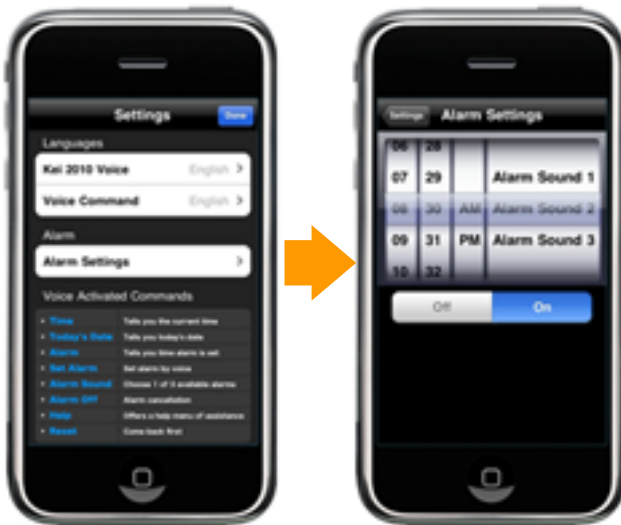 Settings Done
Languages
Kei 2010 Voice English >
Voice Command English >
Alarm
Alarm Settings >
Voice Activated Commands
Time Tells you the current time
Today's Date Tells you today's date
Alarm Tells you time alarm is set
Set Alarm Set alarm by voice
Alarm Sound Choose 1 of 3 available alarms
Alarm Off Alarm cancellation
Help Offers a help menu of assistance
Reset Come back first
Settings Alarm Settings
06 28
07 29 Alarm Sound 1
08 30 AM Alarm Sound 2
09 31 PM Alarm Sound 3
10 32
Off On